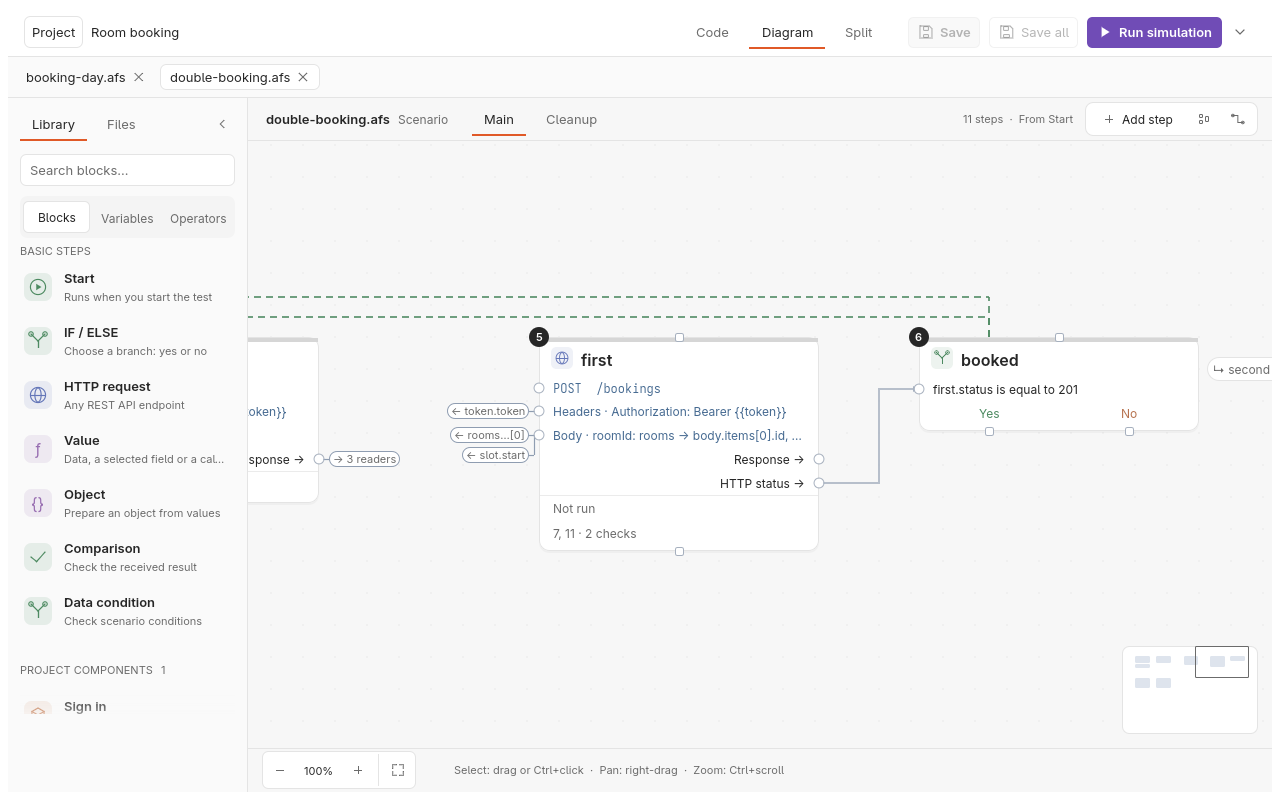 Project
Room booking
Code
Diagram
Split
Save
Save all
Run simulation
booking-day.afs
double-booking.afs
Library
Files
Search blocks...
Blocks
Variables
Operators
BASIC STEPS
Start
Runs when you start the test
IF / ELSE
Choose a branch: yes or no
HTTP request
Any REST API endpoint
Value
Data, a selected field or a cal...
Object
Prepare an object from values
Comparison
Check the received result
Data condition
Check scenario conditions
PROJECT COMPONENTS 1
Sign in
double-booking.afs Scenario
Main
Cleanup
11 steps · From Start
+ Add step
oken}}
sponse →
→ 3 readers
5
first
POST /bookings
← token.token
Headers · Authorization: Bearer {{token}}
← rooms...[0]
Body · roomId: rooms → body.items[0].id, ...
← slot.start
Response →
HTTP status →
Not run
7, 11 · 2 checks
6
booked
first.status is equal to 201
Yes
No
↳ second
− 100% +
Select: drag or Ctrl+click · Pan: right-drag · Zoom: Ctrl+scroll